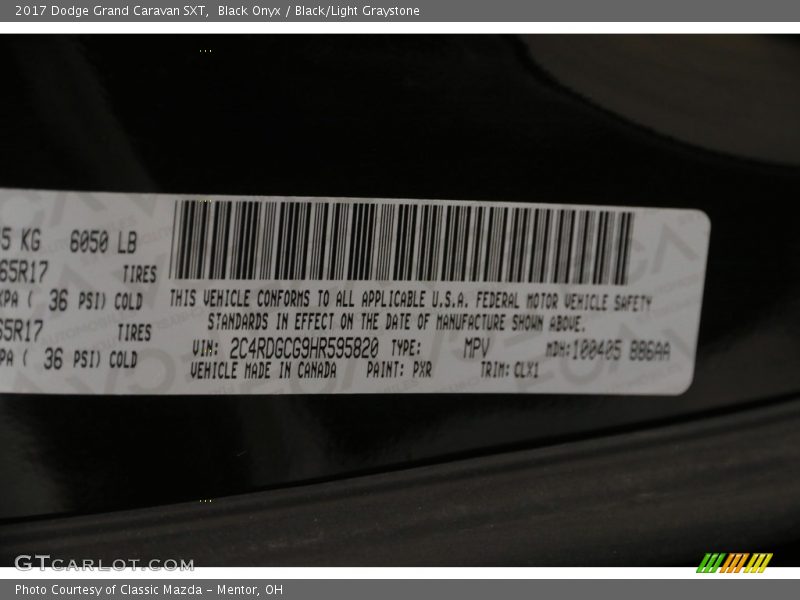 2017 Dodge Grand Caravan SXT, Black Onyx / Black/Light Graystone
5 KG 6050 LB
65R17 TIRES
KPA ( 36 PSI) COLD
65R17 TIRES
PA ( 36 PSI) COLD
THIS VEHICLE CONFORMS TO ALL APPLICABLE U.S.A. FEDERAL MOTOR VEHICLE SAFETY
STANDARDS IN EFFECT ON THE DATE OF MANUFACTURE SHOWN ABOVE.
VIN: 2C4RDGCG9HR595820 TYPE: MPV MDH:100405 886AA
VEHICLE MADE IN CANADA PAINT: PXR TRIM: CLX1
GTCARLOT.COM
Photo Courtesy of Classic Mazda - Mentor, OH